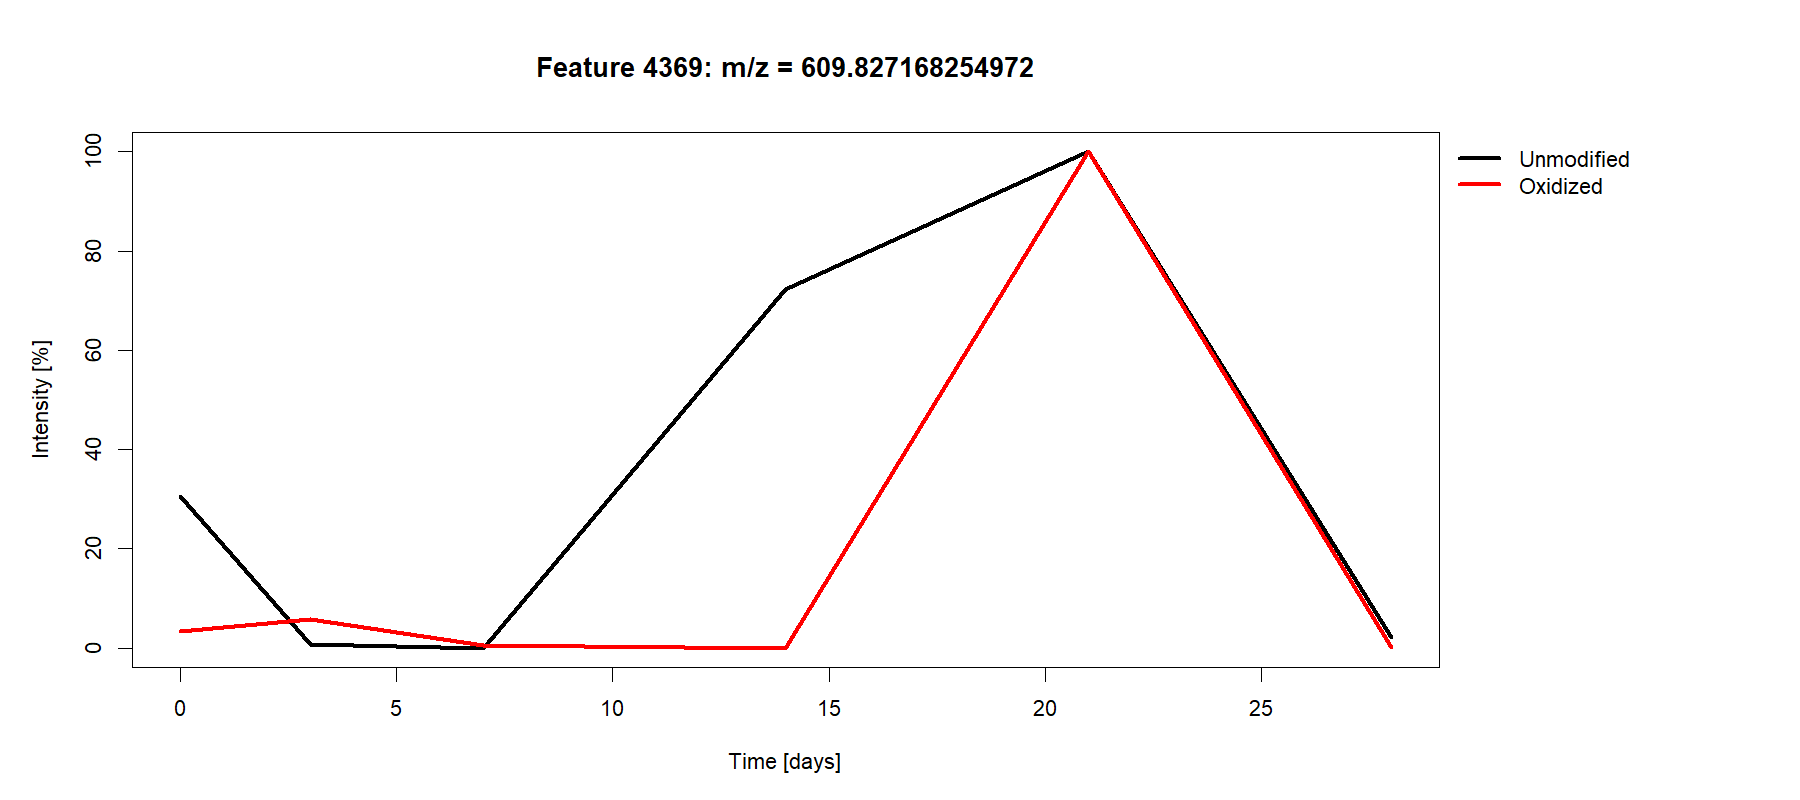 Feature 4369: m/z = 609.827168254972
Unmodified
Oxidized
Intensity [%]
100
80
60
40
20
0
0 5 10 15 20 25
Time [days]